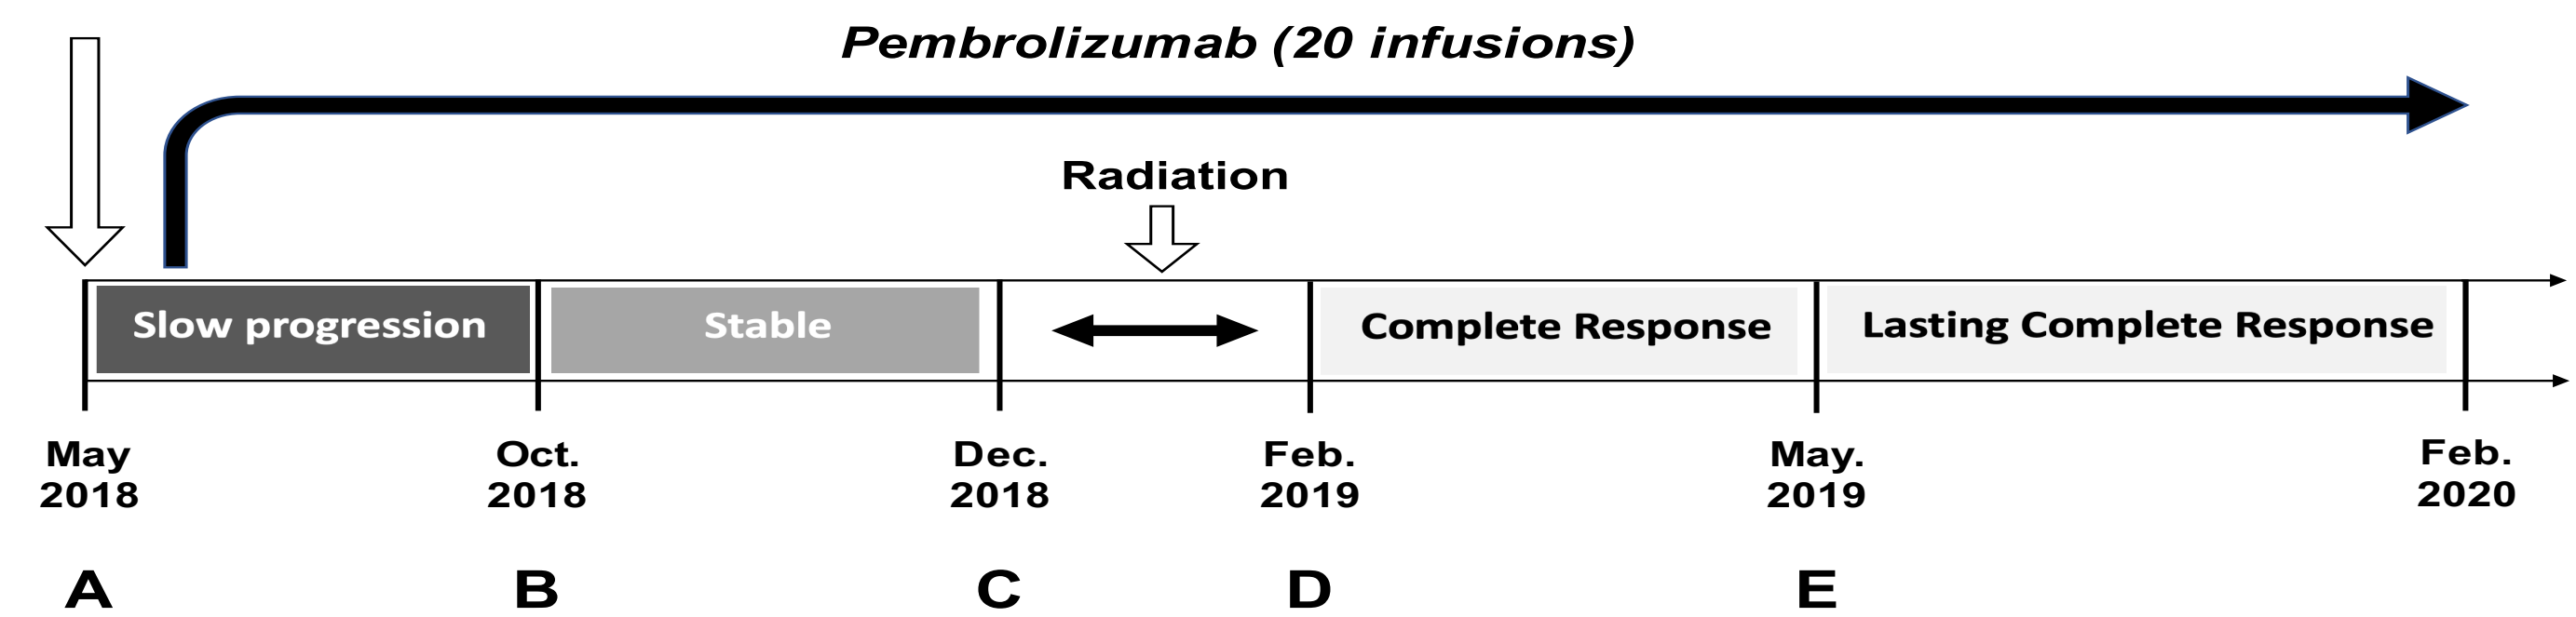 Pembrolizumab (20 infusions)
Radiation
Slow progression
Stable
Complete Response
Lasting Complete Response
May
2018
Oct.
2018
Dec.
2018
Feb.
2019
May.
2019
Feb.
2020
A
B
C
D
E